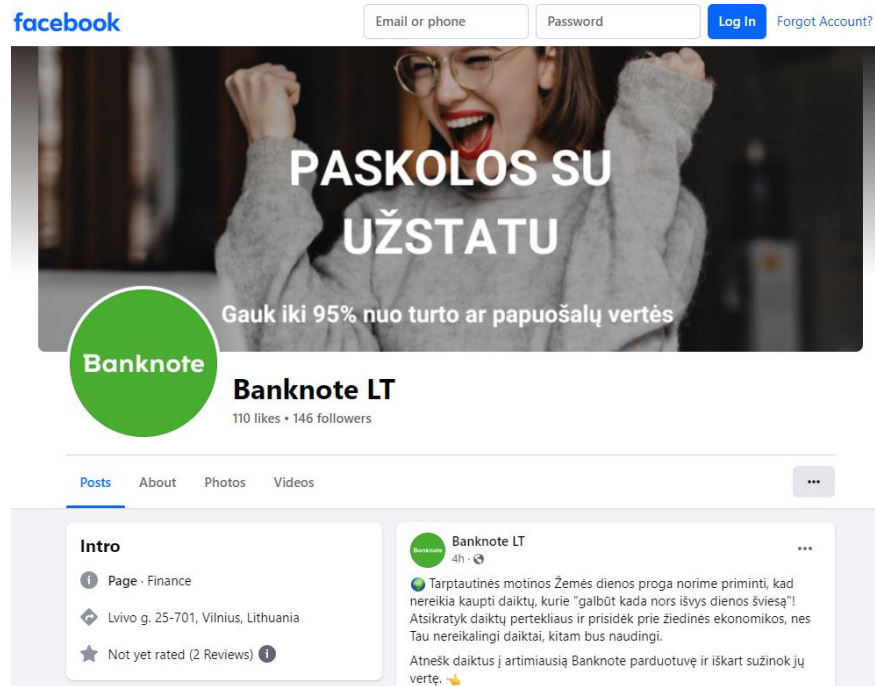 facebook
Email or phone
Password
Log In
Forgot Account?
PASKOLOS SU
UŽSTATU
Gauk iki 95% nuo turto ar papuošalų vertės
Banknote
Banknote LT
110 likes • 146 followers
Posts
About
Photos
Videos
Intro
Page · Finance
Lvivo g. 25-701, Vilnius, Lithuania
Not yet rated (2 Reviews)
Banknote
Banknote LT
4h ·
Tarptautinės motinos Žemės dienos proga norime priminti, kad
nereikia kaupti daiktų, kurie "galbūt kada nors išvys dienos šviesą"!
Atsikratyk daiktų pertekliaus ir prisidėk prie žiedinės ekonomikos, nes
Tau nereikalingi daiktai, kitam bus naudingi.
Atnešk daiktus į artimiausią Banknote parduotuvę ir iškart sužinok jų
vertę.